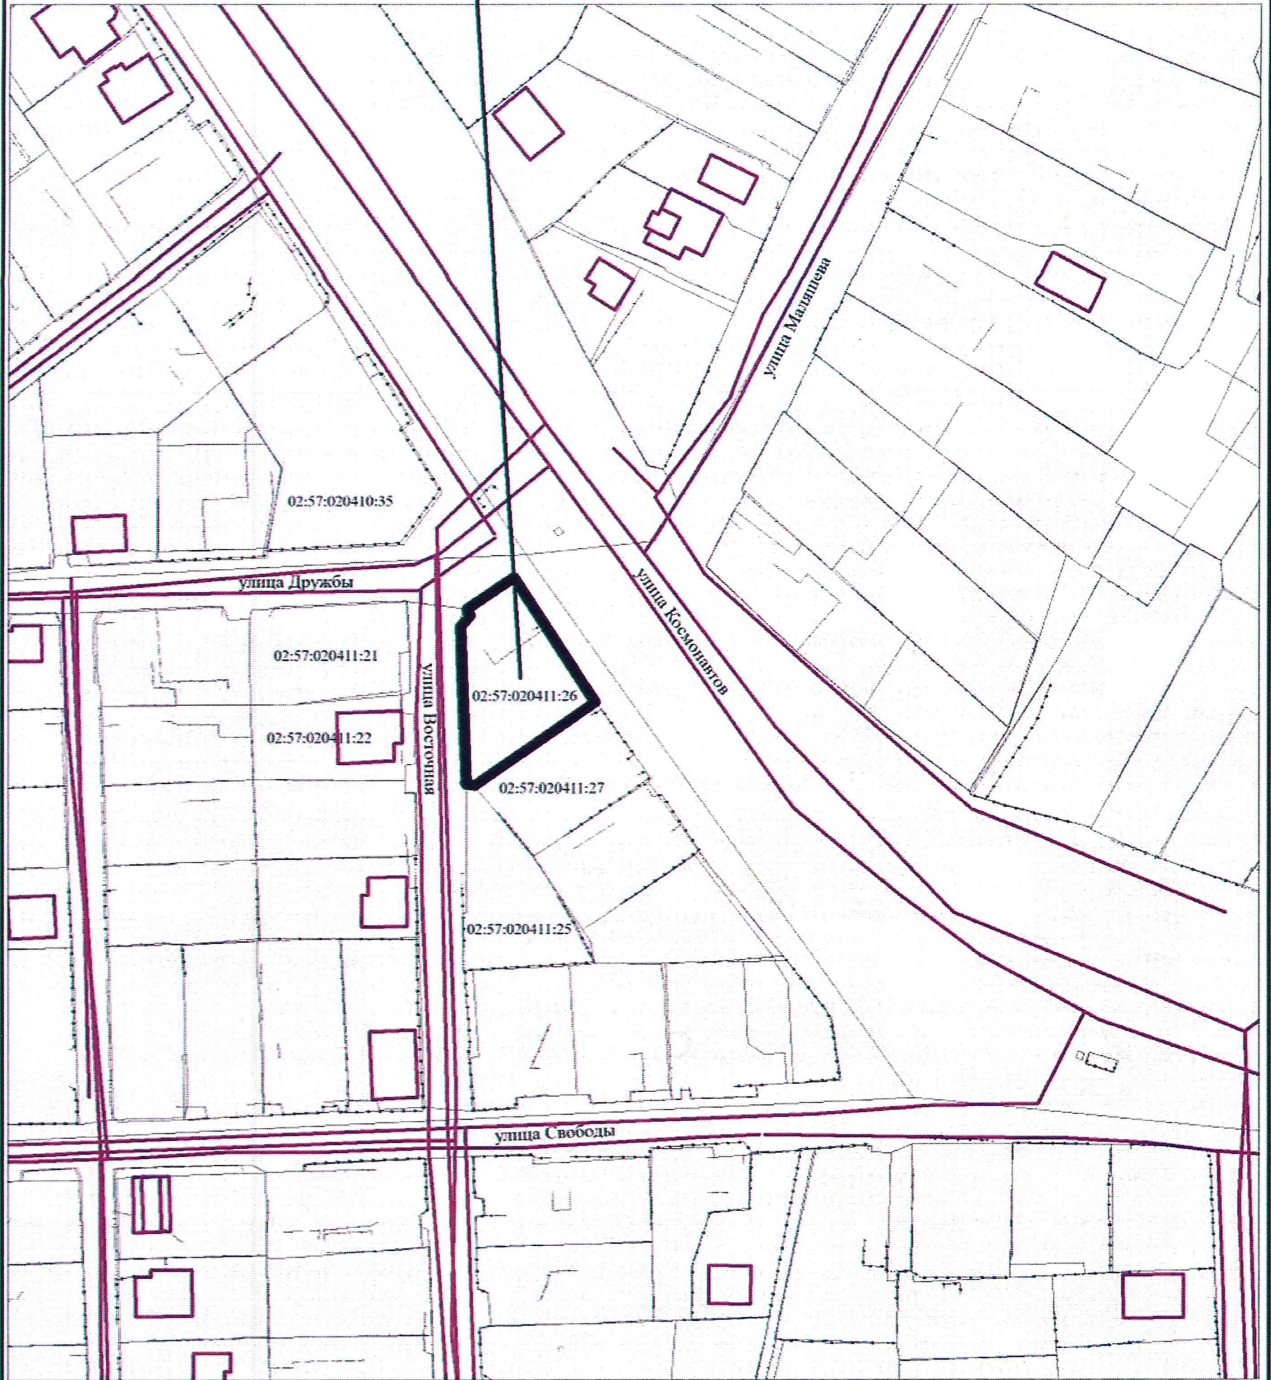 улица Маляшева
02:57:020410:35
улица Дружбы
улица Космонавтов
02:57:020411:21
улица Восточная
02:57:020411:26
02:57:020411:22
02:57:020411:27
02:57:020411:25
улица Свободы